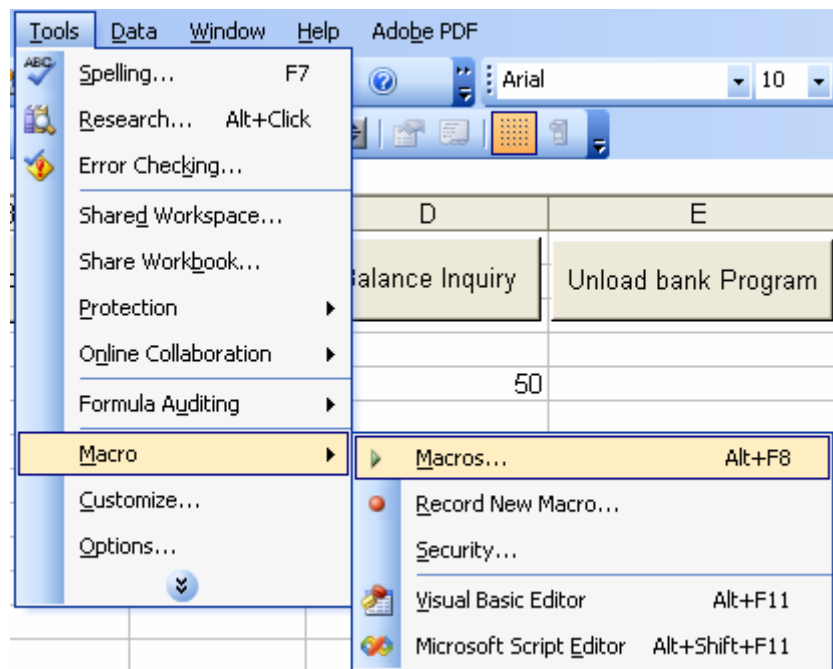 Tools Data Window Help Adobe PDF
Spelling... F7
Arial 10
Research... Alt+Click
Error Checking...
Shared Workspace...
D E
Share Workbook...
alance Inquiry Unload bank Program
Protection
Online Collaboration
50
Formula Auditing
Macro
Macros... Alt+F8
Customize...
Record New Macro...
Options...
Security...
Visual Basic Editor Alt+F11
Microsoft Script Editor Alt+Shift+F11